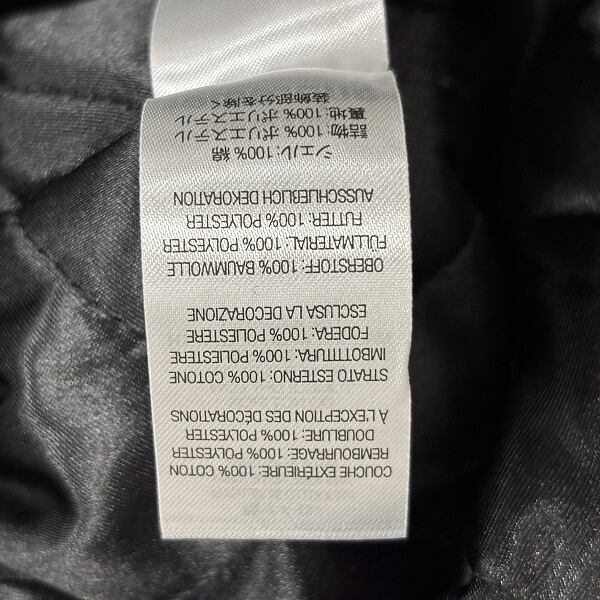 COUCHE EXTÉRIEURE: 100% COTON
REMBOURRAGE: 100% POLYESTER
DOUBLURE: 100% POLYESTER
À L'EXCEPTION DES DÉCORATIONS
STRATO ESTERNO: 100% COTONE
IMBOTTITURA: 100% POLIESTERE
FODERA: 100% POLIESTERE
ESCLUSA LA DECORAZIONE
OBERSTOFF: 100% BAUMWOLLE
FÜLLMATERIAL: 100% POLYESTER
FUTTER: 100% POLYESTER
AUSSCHLIEBLICH DEKORATION
シェル: 100% 綿
詰物: 100% ポリエステル
裏地: 100% ポリエステル
装飾部分を除く